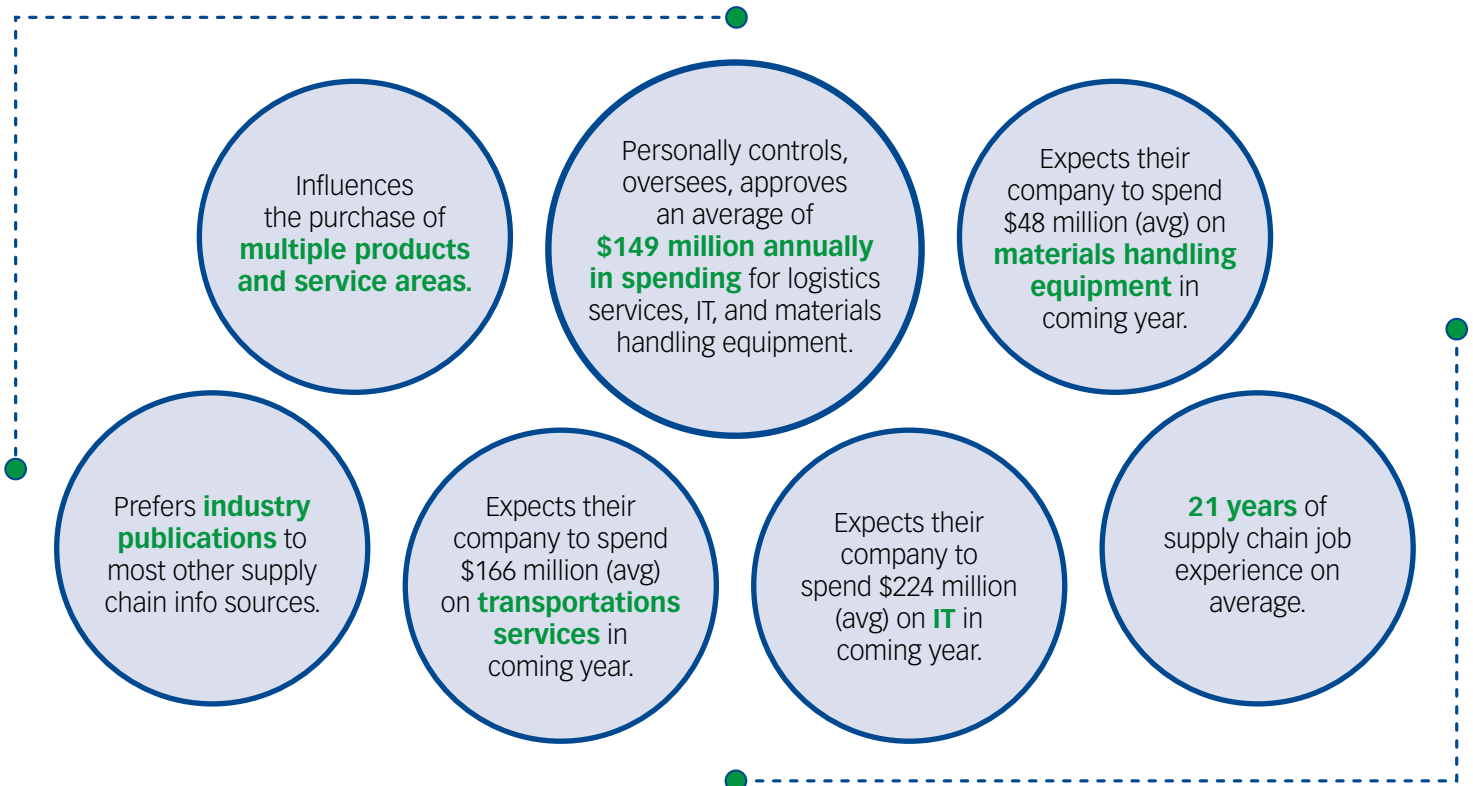 Influences
the purchase of
multiple products
and service areas.
Personally controls,
oversees, approves
an average of
$149 million annually
in spending for logistics
services, IT, and materials
handling equipment.
Expects their
company to spend
$48 million (avg) on
materials handling
equipment in
coming year.
Prefers industry
publications to
most other supply
chain info sources.
Expects their
company to spend
$166 million (avg)
on transportations
services in
coming year.
Expects their
company to
spend $224 million
(avg) on IT in
coming year.
21 years of
supply chain job
experience on
average.